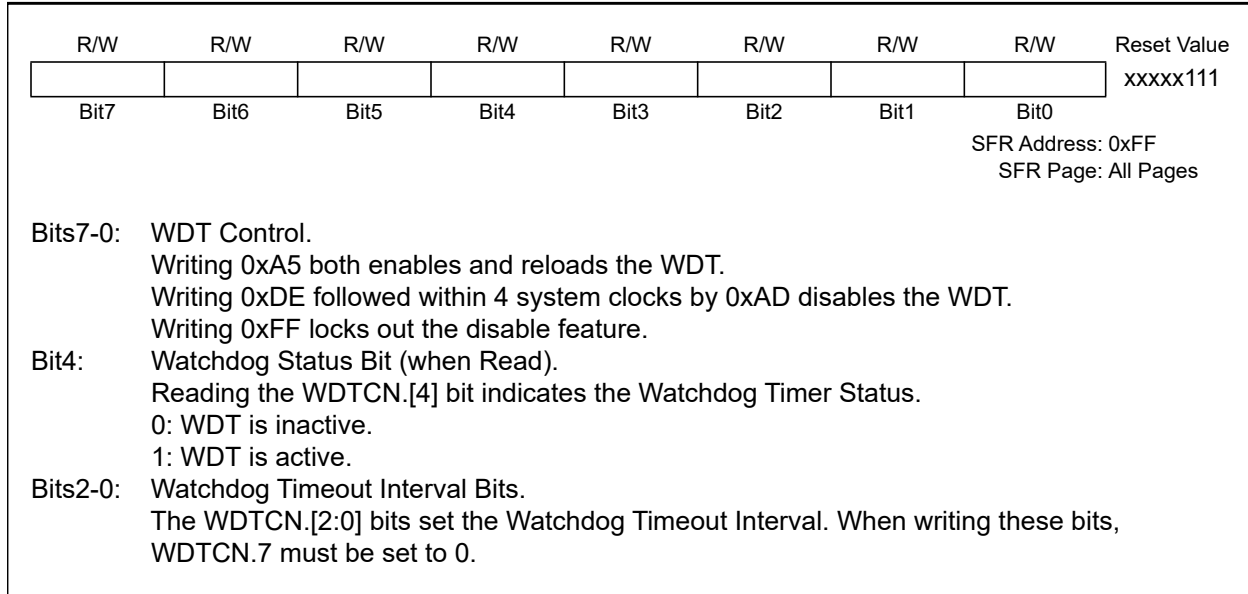 R/W R/W R/W R/W R/W R/W R/W R/W Reset Value
xxxxx111
Bit7 Bit6 Bit5 Bit4 Bit3 Bit2 Bit1 Bit0
SFR Address: 0xFF
SFR Page: All Pages
Bits7-0: WDT Control.
Writing 0xA5 both enables and reloads the WDT.
Writing 0xDE followed within 4 system clocks by 0xAD disables the WDT.
Writing 0xFF locks out the disable feature.
Bit4: Watchdog Status Bit (when Read).
Reading the WDTCN.[4] bit indicates the Watchdog Timer Status.
0: WDT is inactive.
1: WDT is active.
Bits2-0: Watchdog Timeout Interval Bits.
The WDTCN.[2:0] bits set the Watchdog Timeout Interval. When writing these bits,
WDTCN.7 must be set to 0.